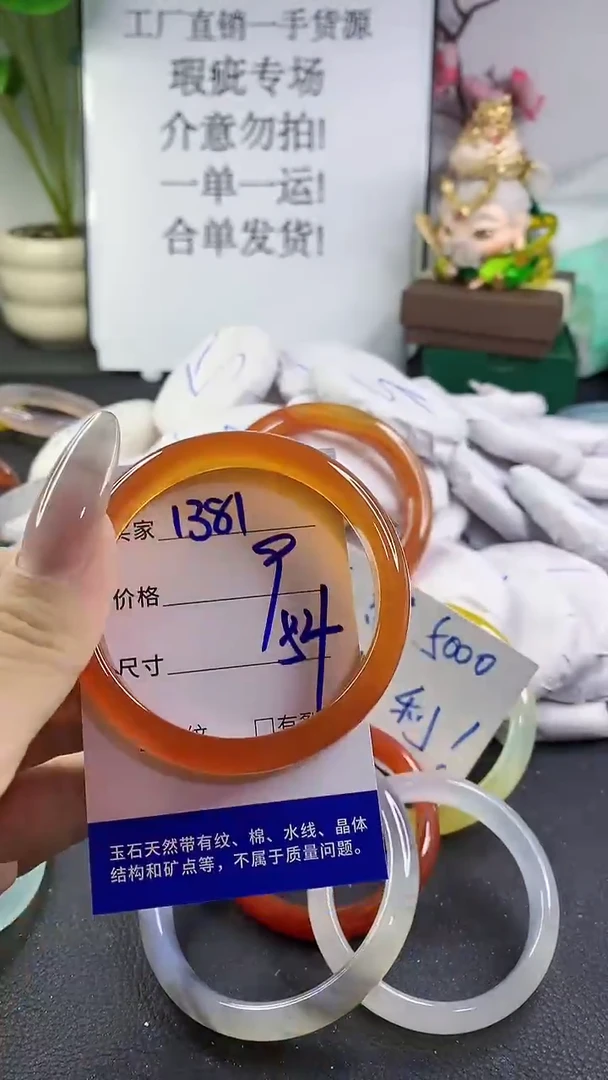 工厂直销一手货源
瑕疵专场
介意勿拍!
一单一运!
合单发货!
家 1381
价格
尺寸 54
5000
利!
玉石天然带有纹、棉、水线、晶体
结构和矿点等，不属于质量问题。